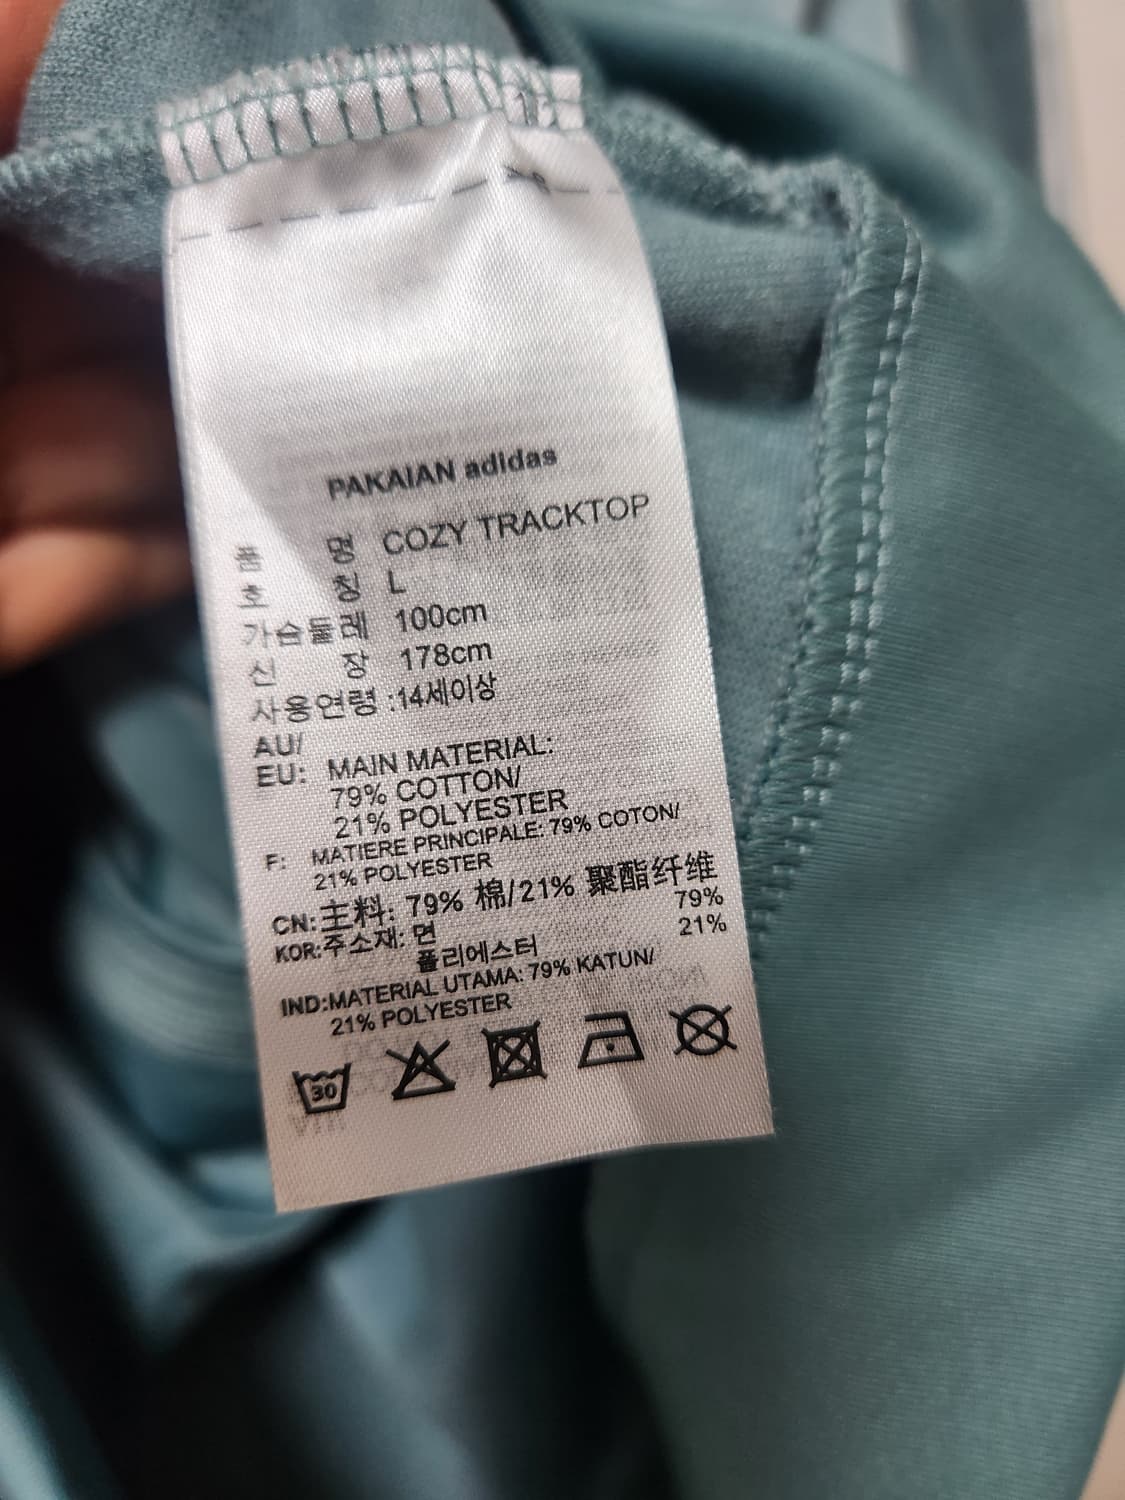 PAKAIAN adidas
품 명 COZY TRACKTOP
호 칭 L
가슴둘레 100cm
신 장 178cm
사용연령 :14세이상
AU/
EU: MAIN MATERIAL:
79% COTTON/
21% POLYESTER
F: MATIERE PRINCIPALE: 79% COTON/
21% POLYESTER
CN:主料: 79% 棉/21% 聚酯纤维
KOR:주소재: 면 79%
폴리에스터 21%
IND:MATERIAL UTAMA: 79% KATUN/
21% POLYESTER
30